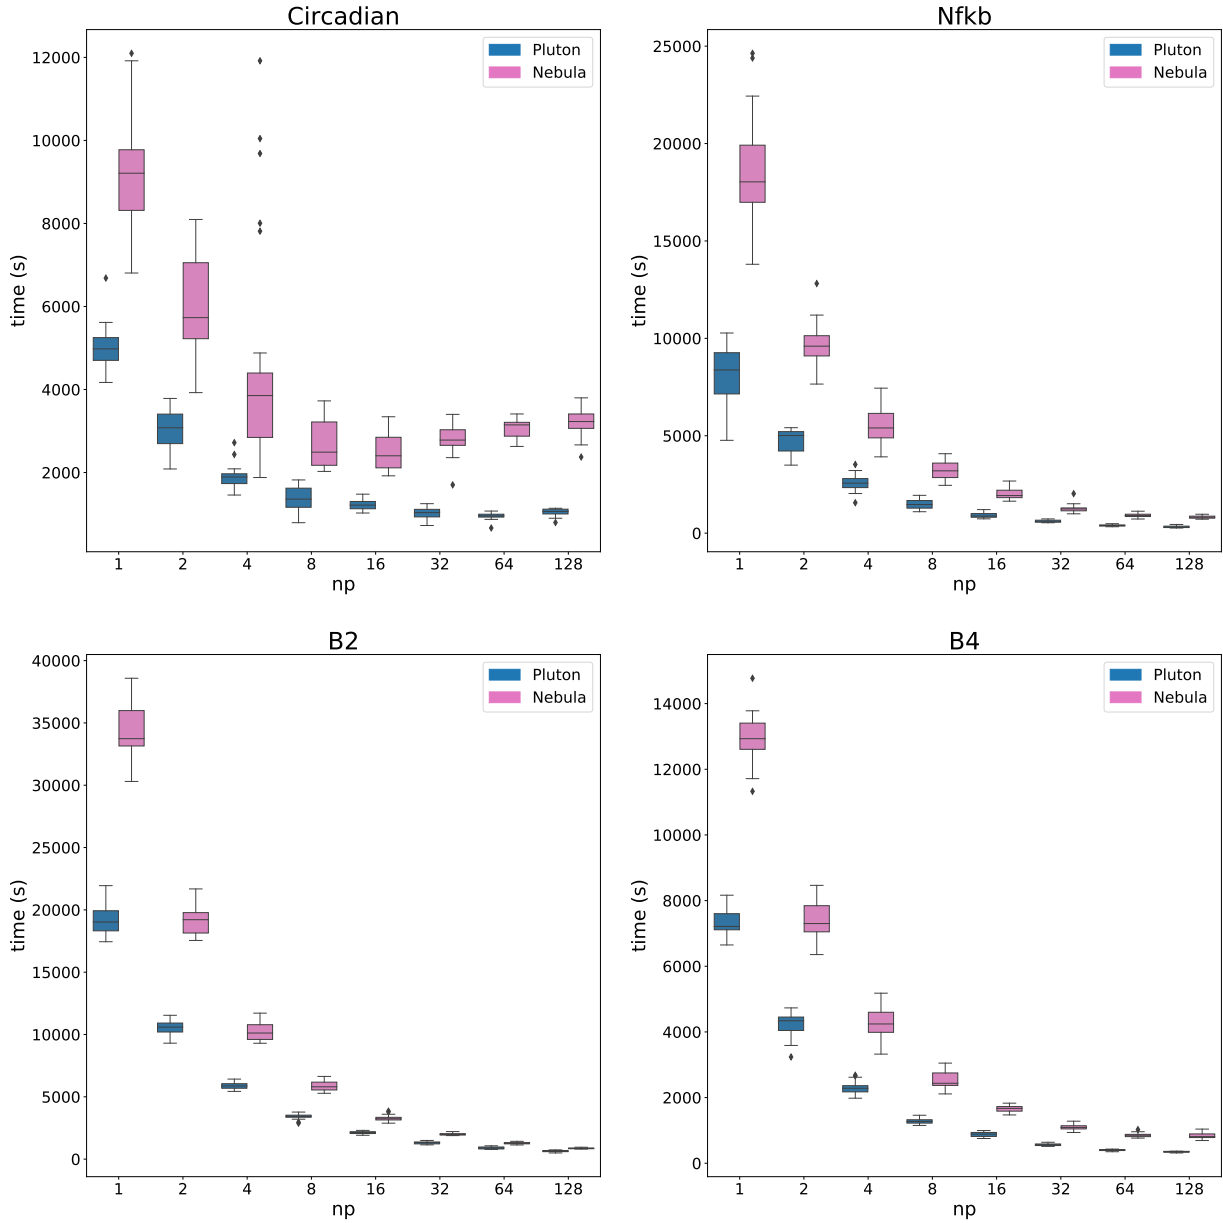 Circadian
12000
10000
8000
6000
4000
2000
time (s)
1 2 4 8 16 32 64 128
np
Pluton
Nebula
Nfkb
25000
20000
15000
10000
5000
0
time (s)
1 2 4 8 16 32 64 128
np
Pluton
Nebula
B2
40000
35000
30000
25000
20000
15000
10000
5000
0
time (s)
1 2 4 8 16 32 64 128
np
Pluton
Nebula
B4
14000
12000
10000
8000
6000
4000
2000
0
time (s)
1 2 4 8 16 32 64 128
np
Pluton
Nebula